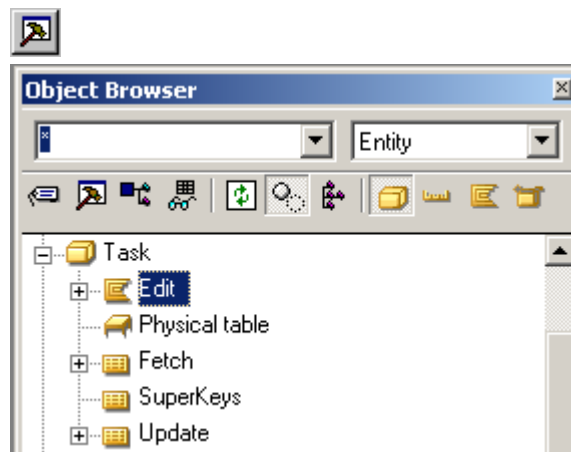 Object Browser
* Entity
Task
Edit
Physical table
Fetch
SuperKeys
Update